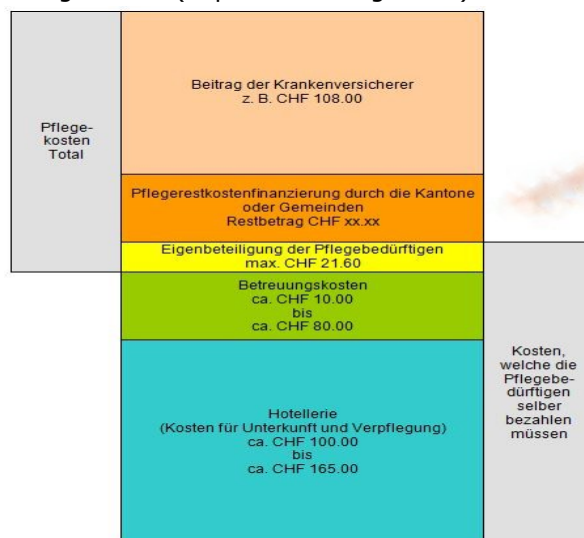 Pflege-
kosten
Total
Beitrag der Krankenversicherer
z. B. CHF 108.00
Pflegerestkostenfinanzierung durch die Kantone
oder Gemeinden
Restbetrag CHF xx.xx
Eigenbeteiligung der Pflegebedürftigen
max. CHF 21.60
Betreuungskosten
ca. CHF 10.00
bis
ca. CHF 80.00
Hotellerie
(Kosten für Unterkunft und Verpflegung)
ca. CHF 100.00
bis
ca. CHF 165.00
Kosten,
welche die
Pflegebe-
dürftigen
selber
bezahlen
müssen